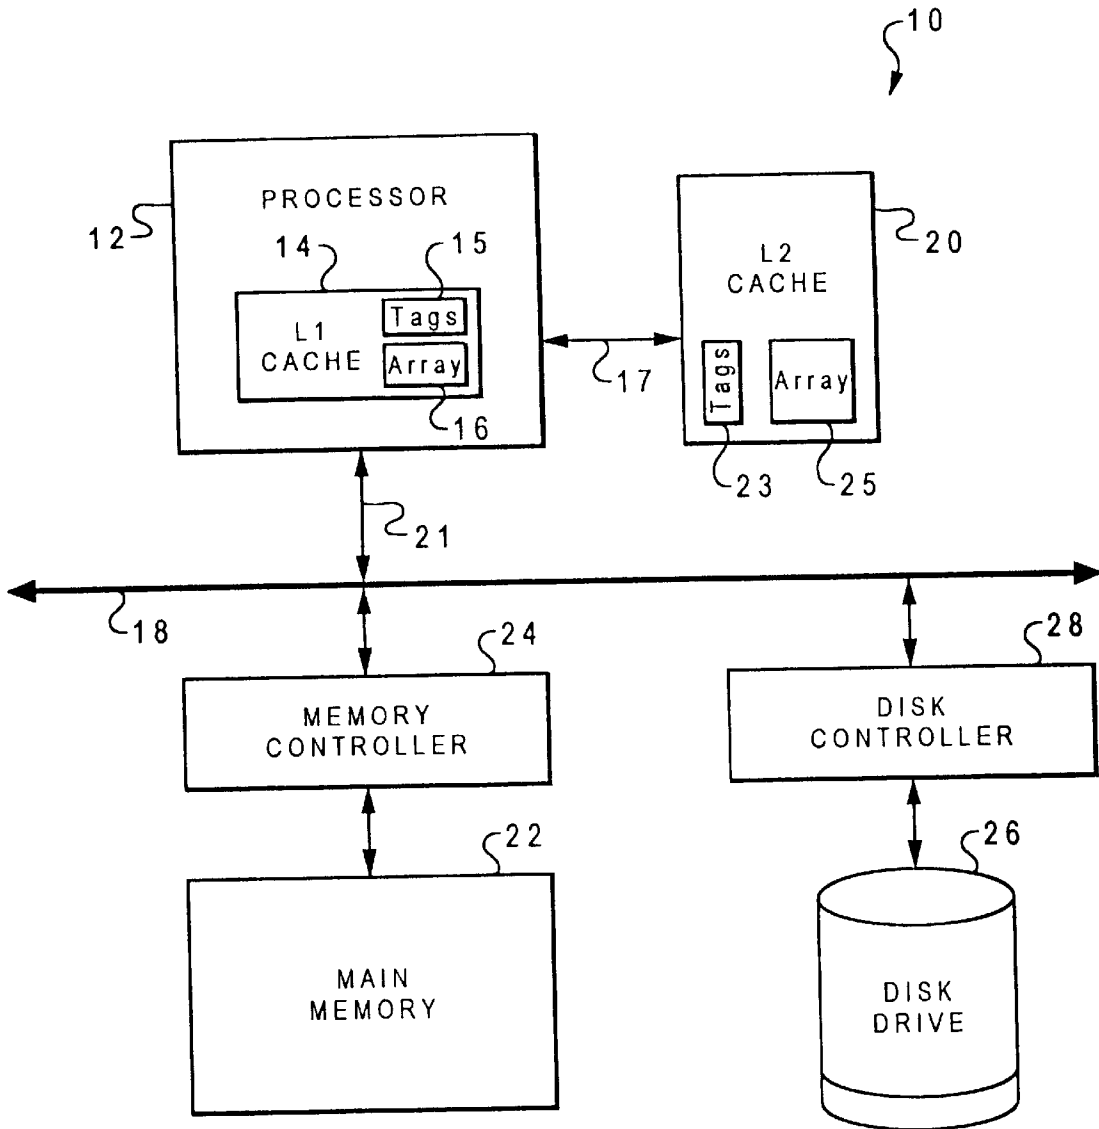 10
PROCESSOR
12
14
15
L1
CACHE
Tags
Array
16
17
L2
CACHE
20
Tags
Array
23
25
21
18
24
MEMORY
CONTROLLER
28
DISK
CONTROLLER
22
MAIN
MEMORY
26
DISK
DRIVE